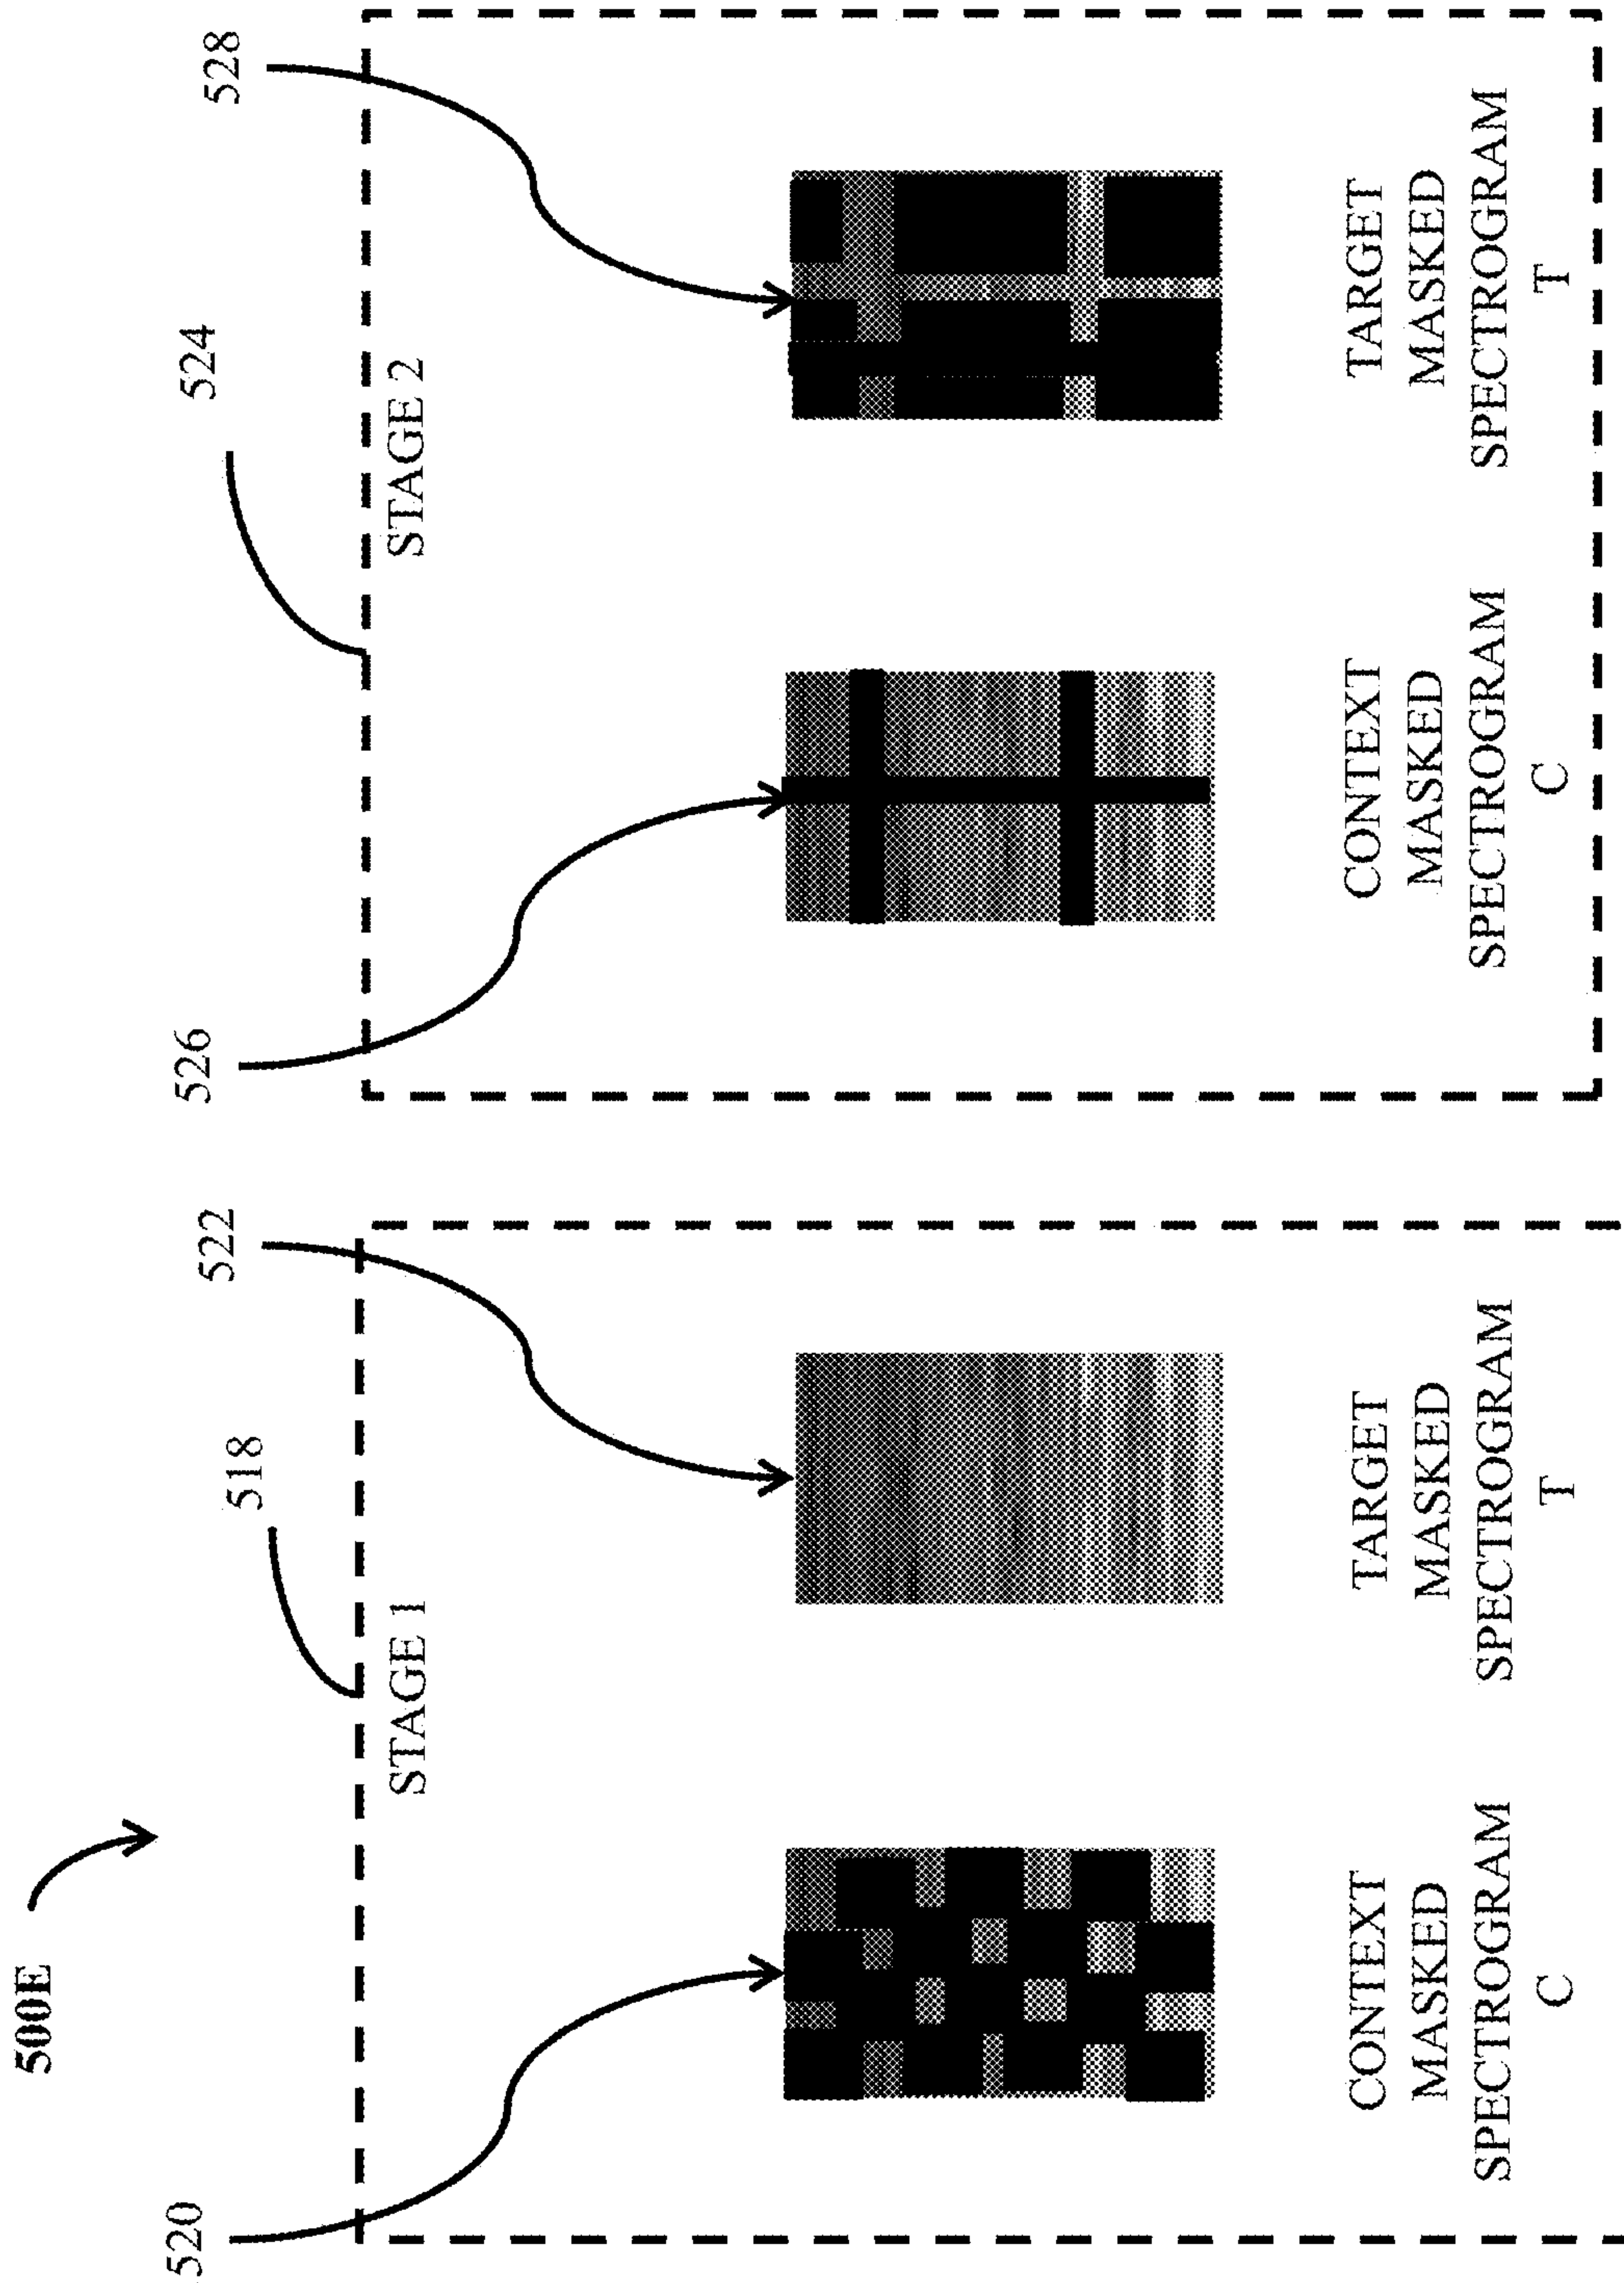 500E
520
518
522
STAGE 1
CONTEXT
MASKED
SPECTROGRAM
C
TARGET
MASKED
SPECTROGRAM
T
526
524
528
STAGE 2
CONTEXT
MASKED
SPECTROGRAM
C
TARGET
MASKED
SPECTROGRAM
T